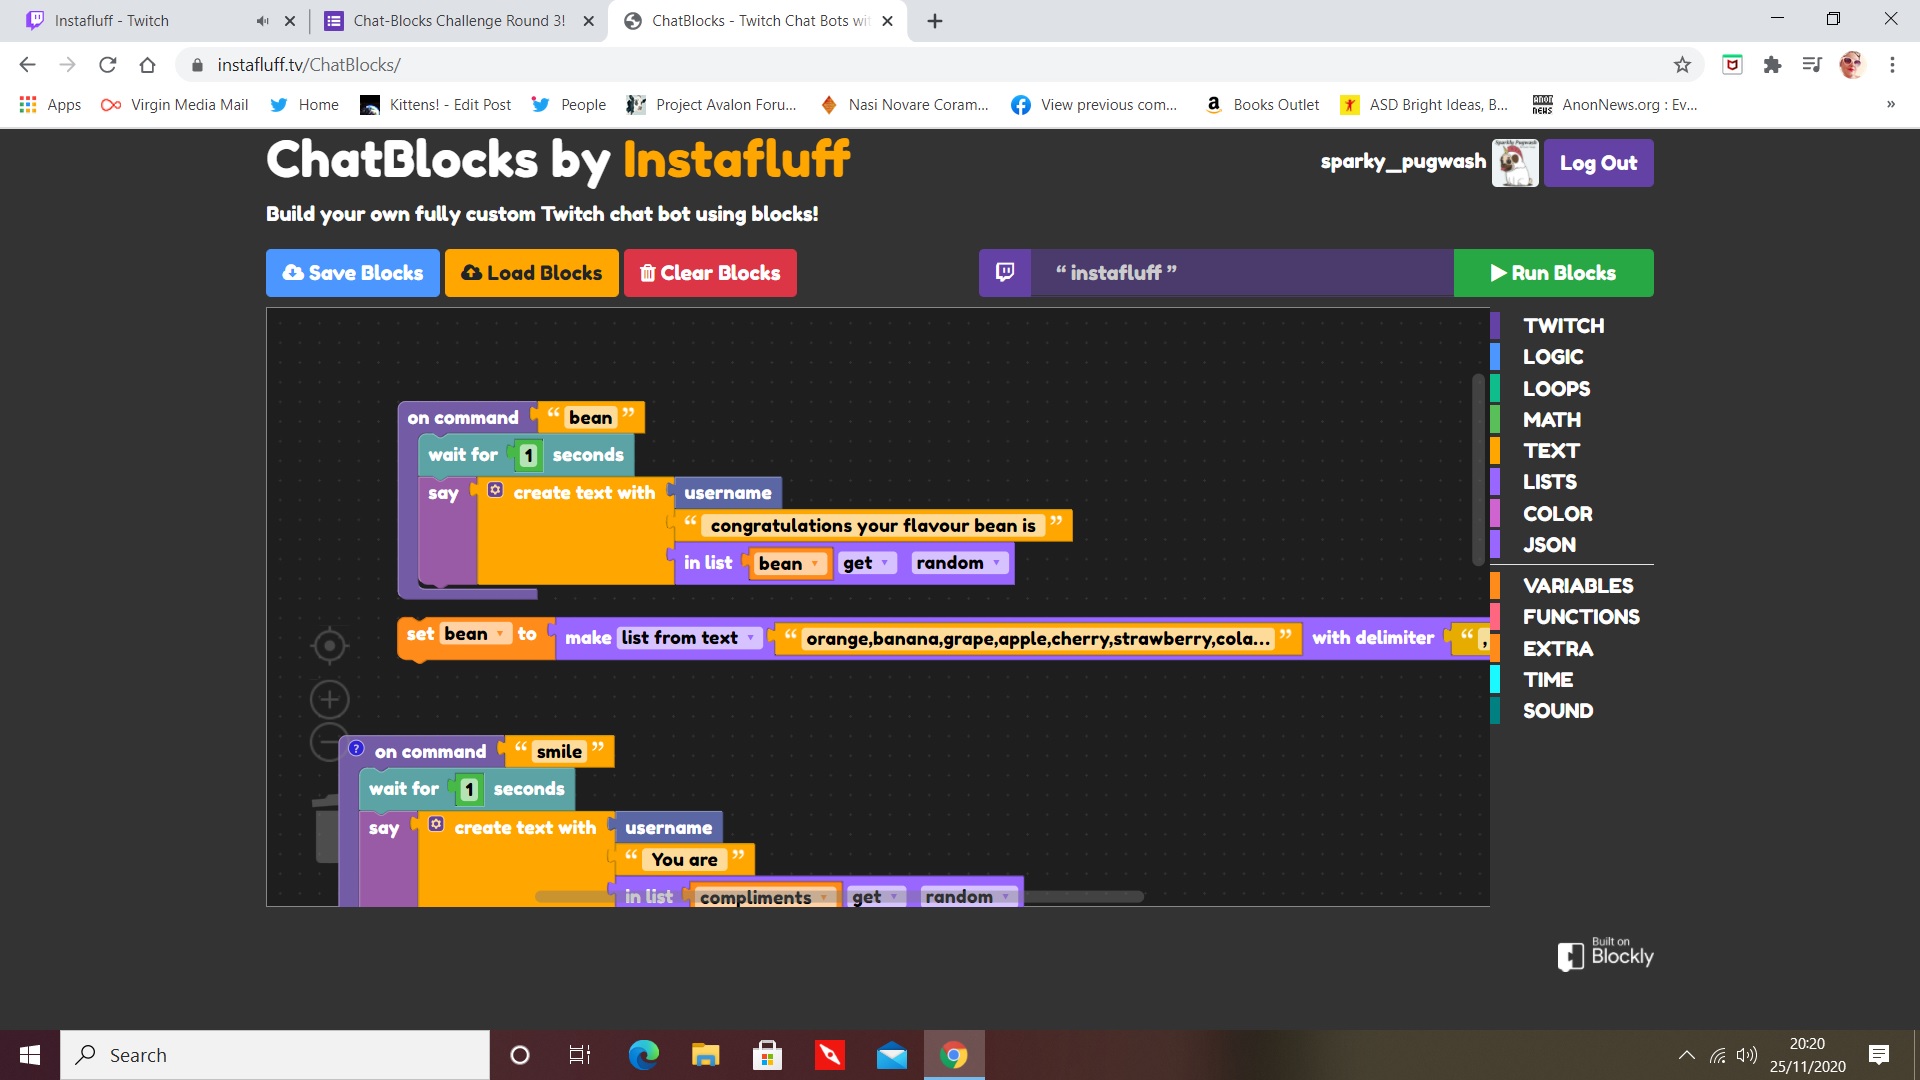 Instafluff - Twitch
Chat-Blocks Challenge Round 3!
ChatBlocks - Twitch Chat Bots wi
instafluff.tv/ChatBlocks/
Apps
Virgin Media Mail
Home
Kittens! - Edit Post
People
Project Avalon Foru...
Nasi Novare Coram...
View previous com...
Books Outlet
ASD Bright Ideas, B...
AnonNews.org : Ev...
»
ChatBlocks by Instafluff
sparky_pugwash
Log Out
Build your own fully custom Twitch chat bot using blocks!
Save Blocks
Load Blocks
Clear Blocks
“ instafluff ”
Run Blocks
on command “ bean ”
wait for 1 seconds
say create text with username
“ congratulations your flavour bean is ”
in list bean get random
set bean to make list from text “ orange,banana,grape,apple,cherry,strawberry,cola... ” with delimiter “ ,
? on command “ smile ”
wait for 1 seconds
say create text with username
“ You are ”
in list compliments get random
TWITCH
LOGIC
LOOPS
MATH
TEXT
LISTS
COLOR
JSON
VARIABLES
FUNCTIONS
EXTRA
TIME
SOUND
Built on
Blockly
Search
20:20
25/11/2020